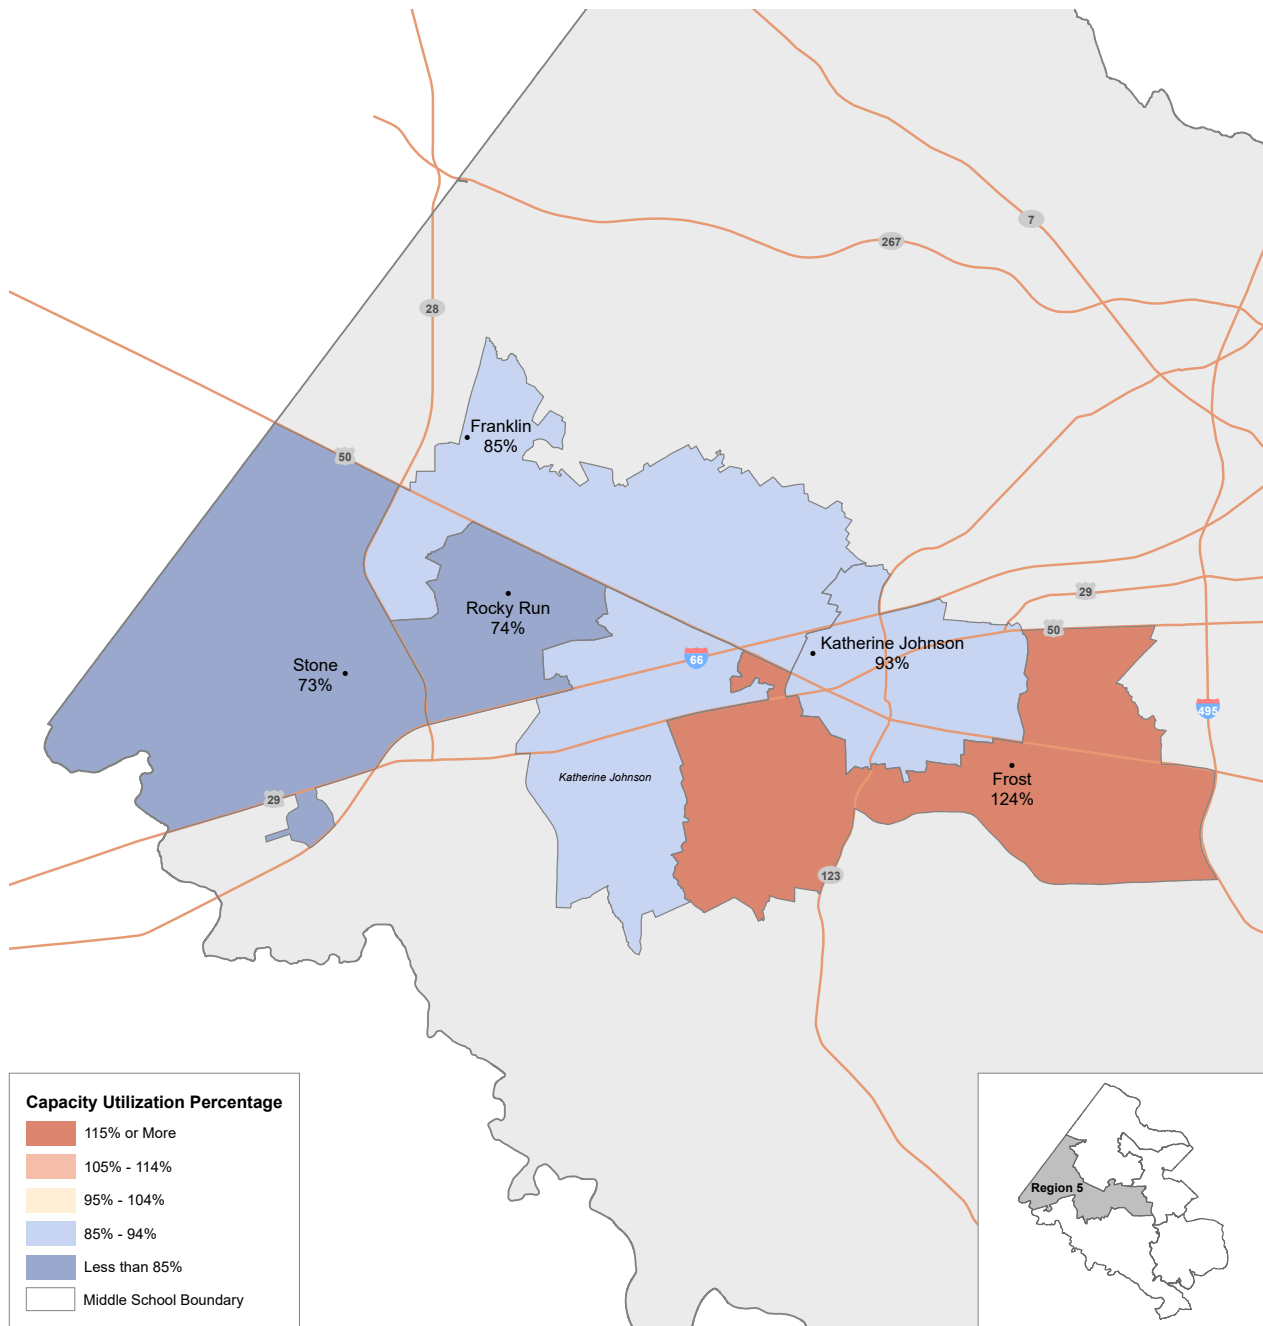 7
267
28
Franklin
85%
50
29
Rocky Run
74%
50
Katherine Johnson
93%
66
Stone
73%
495
Katherine Johnson
Frost
124%
29
123
Capacity Utilization Percentage
115% or More
105% - 114%
95% - 104%
85% - 94%
Less than 85%
Middle School Boundary
Region 5